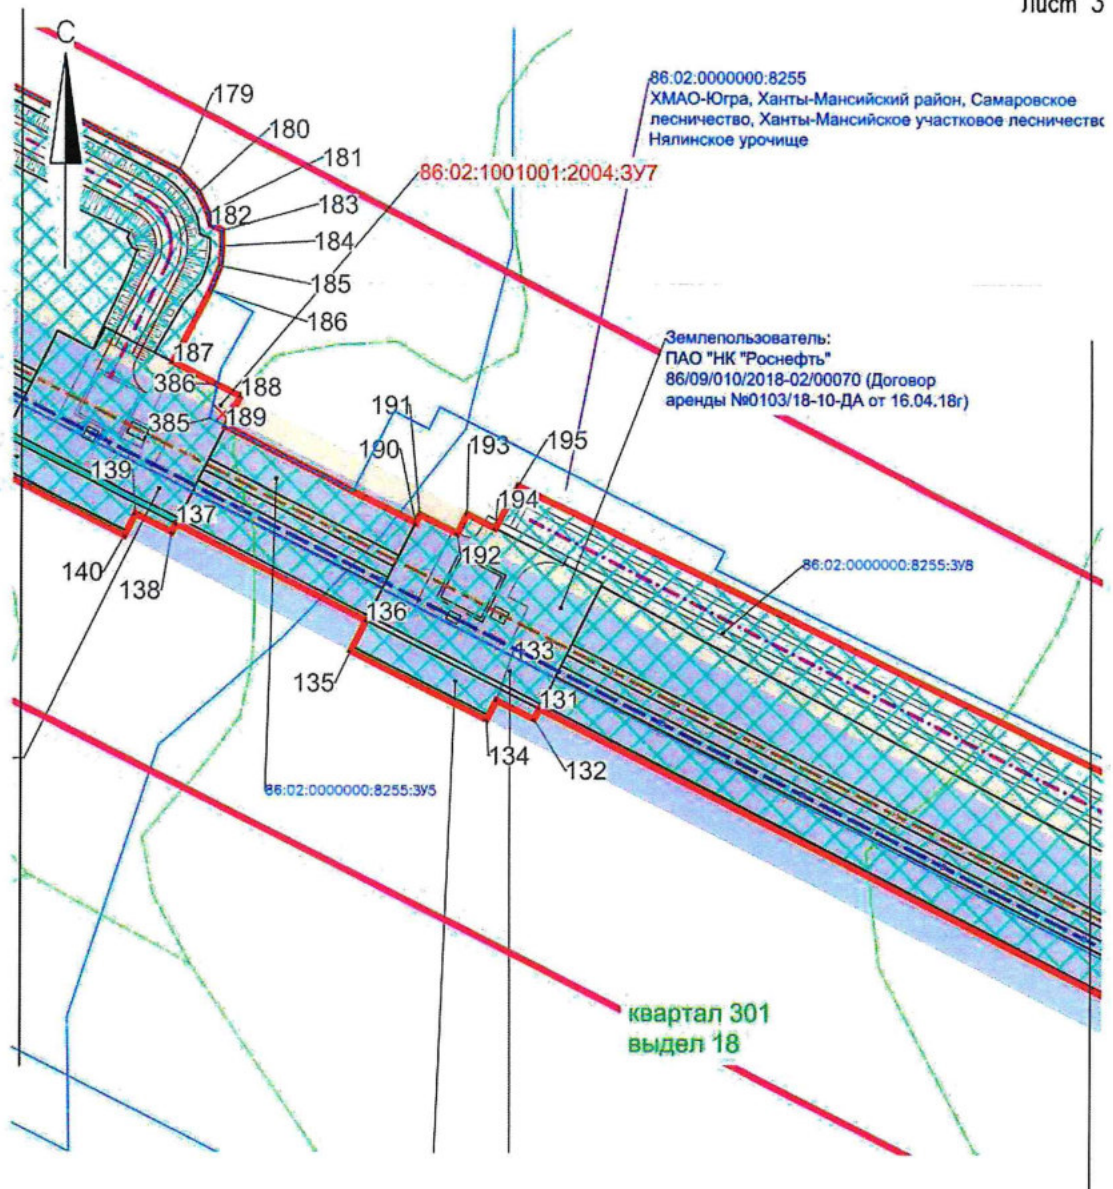 Лист 3
С
179
180
181
182
183
184
185
186
86:02:1001001:2004:ЗУ7
86:02:0000000:8255
ХМАО-Югра, Ханты-Мансийский район, Самаровское
лесничество, Ханты-Мансийское участковое лесничество
Нялинское урочище
Землепользователь:
ПАО "НК "Роснефть"
86/09/010/2018-02/00070 (Договор
аренды №0103/18-10-ДА от 16.04.18г)
187
386
188
385
189
191
190
193
195
194
192
139
137
140
138
136
135
133
131
134
132
86:02:0000000:8255:ЗУ8
86:02:0000000:8255:ЗУ5
квартал 301
выдел 18